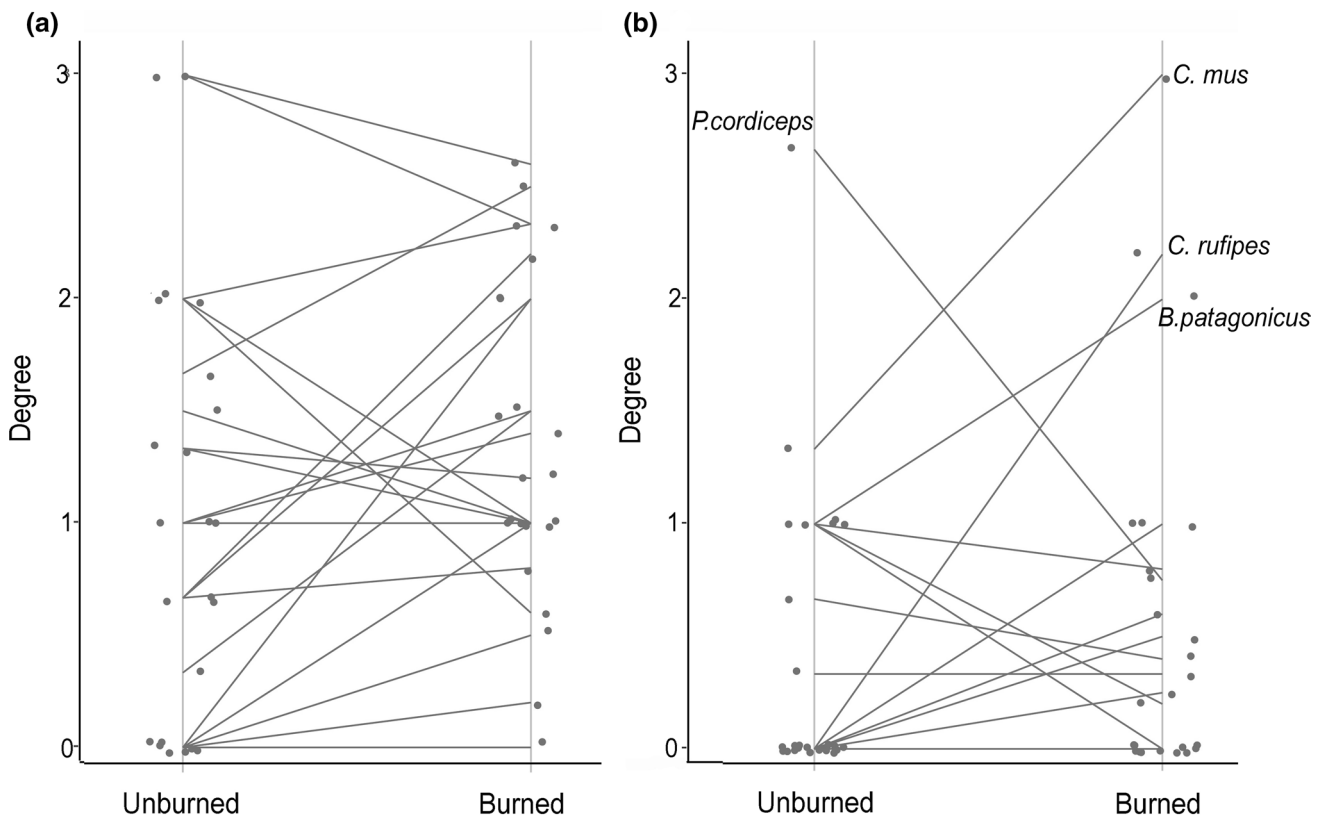 (a)
3
2
1
0
Degree
Unburned
Burned
(b)
3
2
1
0
Degree
P.cordiceps
C. mus
C. rufipes
B.patagonicus
Unburned
Burned